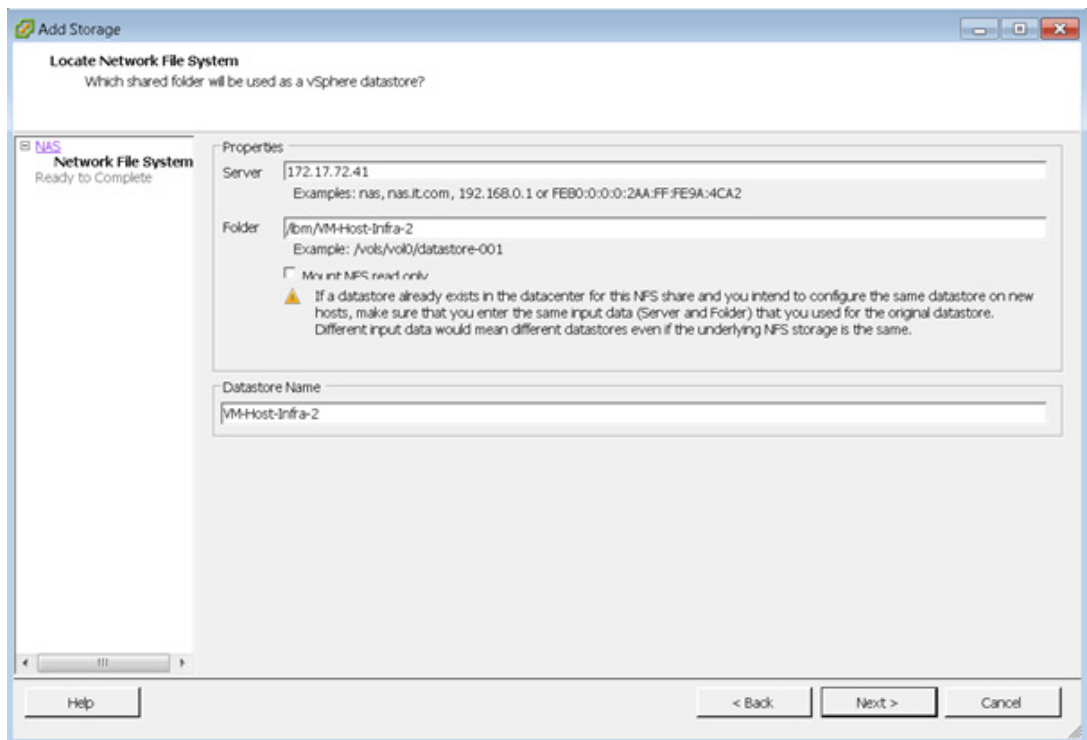 Add Storage
Locate Network File System
Which shared folder will be used as a vSphere datastore?
NAS
Network File System
Ready to Complete
Properties
Server
172.17.72.41
Examples: nas, nas.it.com, 192.168.0.1 or FE80:0:0:0:2AA:FF:FE9A:4CA2
Folder
/ibm/VM-Host-Infra-2
Example: /vols/vol0/datastore-001
Mount NFS read only
If a datastore already exists in the datacenter for this NFS share and you intend to configure the same datastore on new
hosts, make sure that you enter the same input data (Server and Folder) that you used for the original datastore.
Different input data would mean different datastores even if the underlying NFS storage is the same.
Datastore Name
VM-Host-Infra-2
Help
< Back
Next >
Cancel